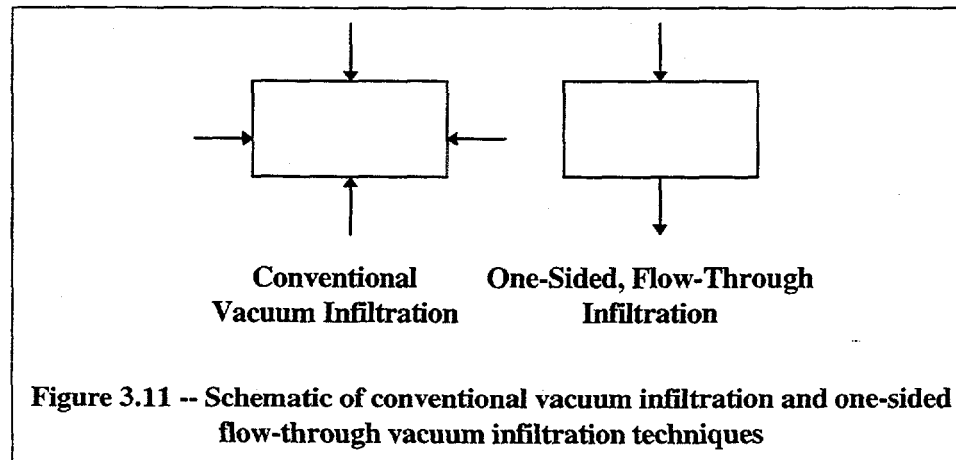 Conventional
Vacuum Infiltration
One-Sided, Flow-Through
Infiltration
Figure 3.11 -- Schematic of conventional vacuum infiltration and one-sided
flow-through vacuum infiltration techniques